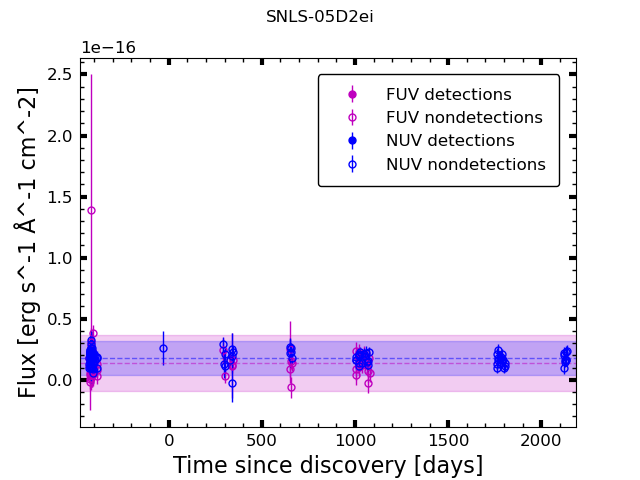 SNLS-05D2ei
1e−16
2.5
2.0
1.5
1.0
0.5
0.0
Flux [erg s^-1 Å^-1 cm^-2]
FUV detections
FUV nondetections
NUV detections
NUV nondetections
0 500 1000 1500 2000
Time since discovery [days]